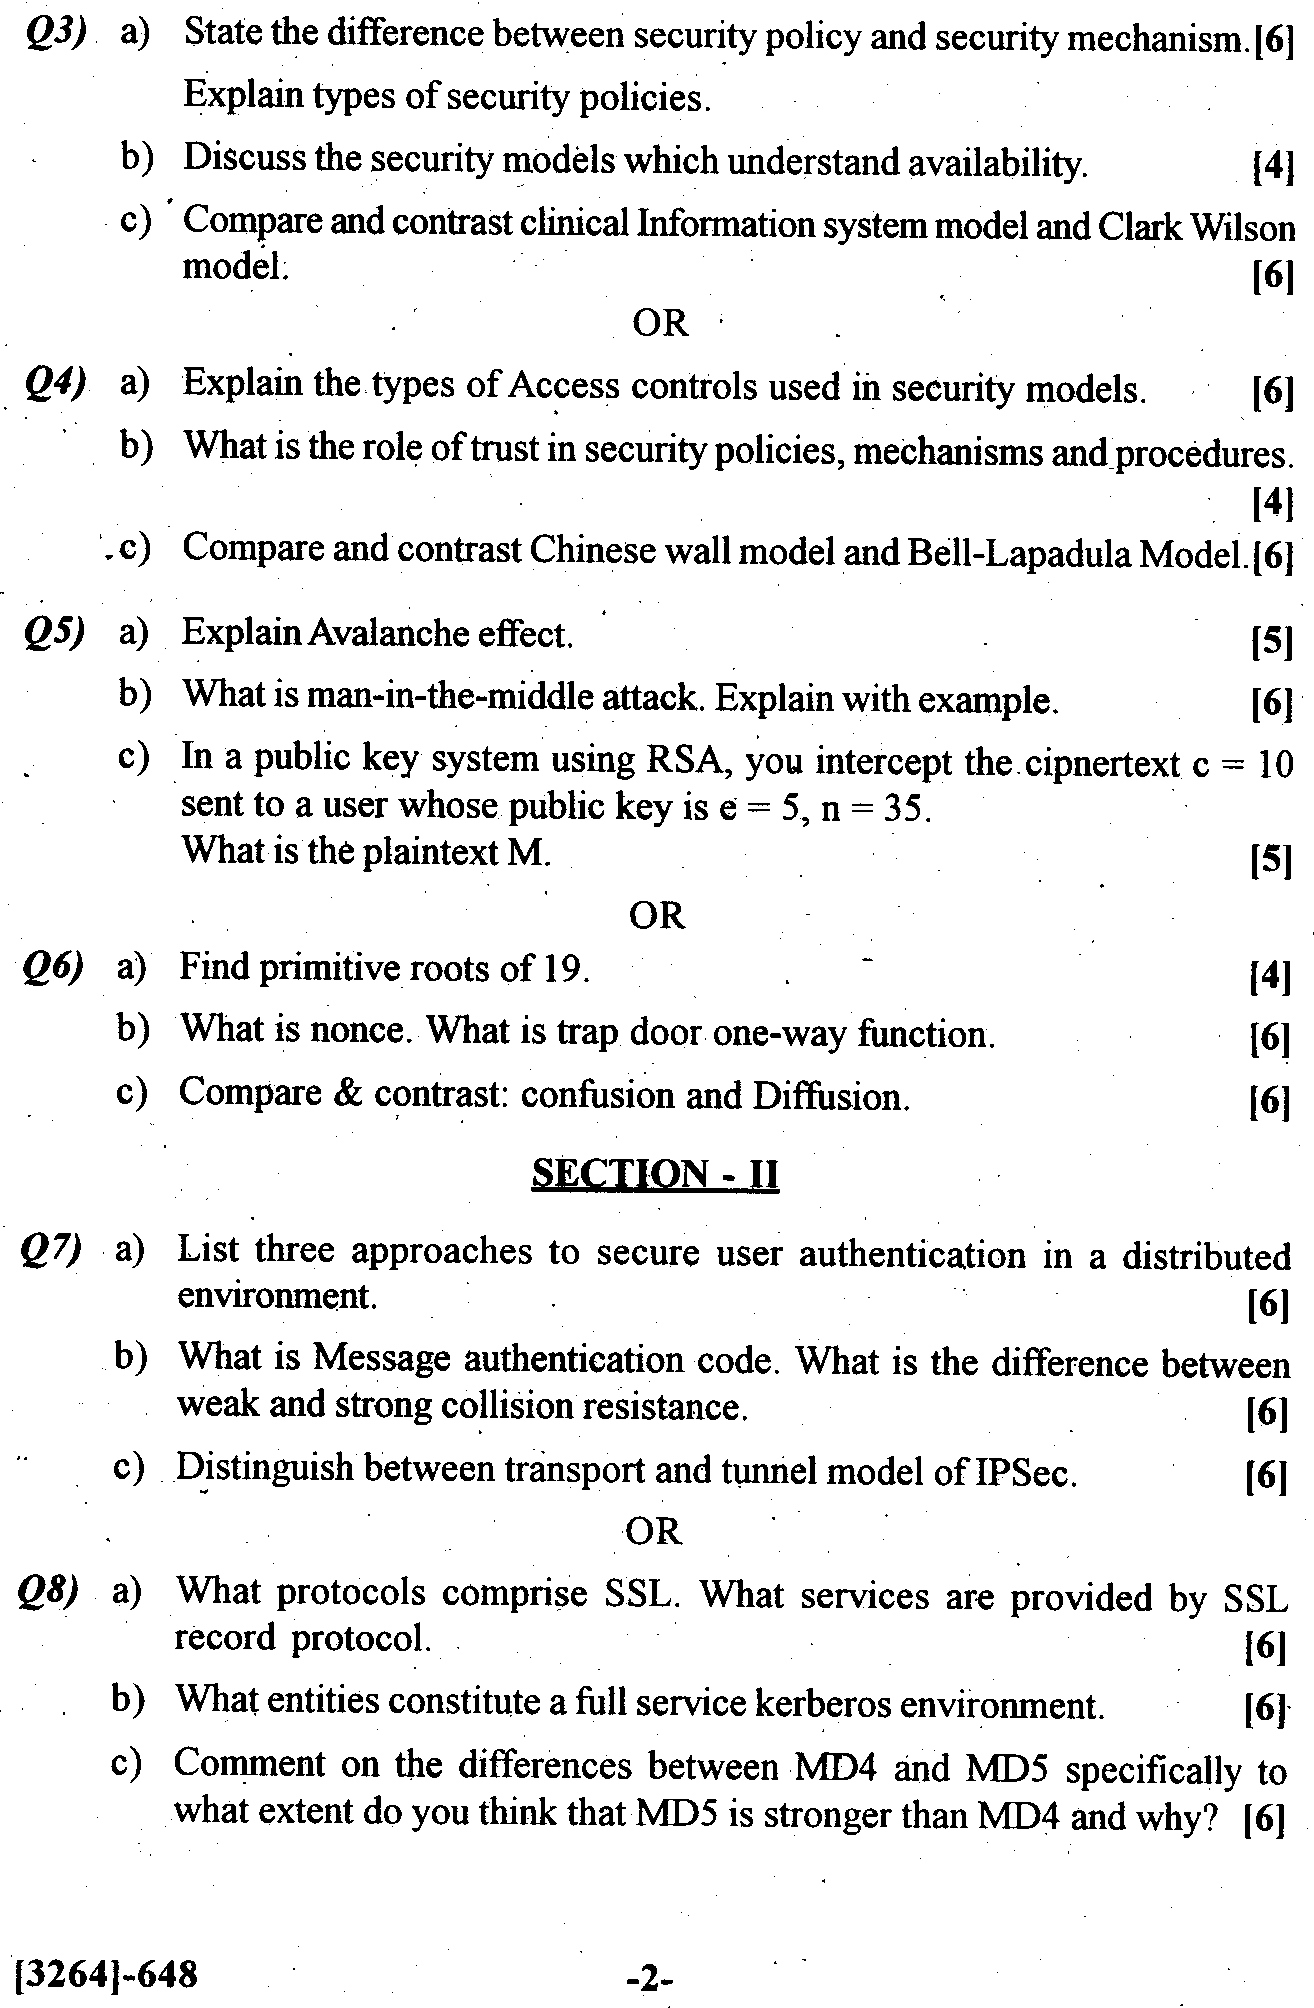 Q3) a) State the difference between security policy and security mechanism. [6]
Explain types of security policies.
b) Discuss the security models which understand availability. [4]
c) Compare and contrast clinical Information system model and Clark Wilson
model. [6]
OR
Q4) a) Explain the types of Access controls used in security models. [6]
b) What is the role of trust in security policies, mechanisms and procedures.
[4]
c) Compare and contrast Chinese wall model and Bell-Lapadula Model. [6]
Q5) a) Explain Avalanche effect. [5]
b) What is man-in-the-middle attack. Explain with example. [6]
c) In a public key system using RSA, you intercept the cipnertext c = 10
sent to a user whose public key is e = 5, n = 35.
What is the plaintext M. [5]
OR
Q6) a) Find primitive roots of 19. [4]
b) What is nonce. What is trap door one-way function. [6]
c) Compare & contrast: confusion and Diffusion. [6]
SECTION - II
Q7) a) List three approaches to secure user authentication in a distributed
environment. [6]
b) What is Message authentication code. What is the difference between
weak and strong collision resistance. [6]
c) Distinguish between transport and tunnel model of IPSec. [6]
OR
Q8) a) What protocols comprise SSL. What services are provided by SSL
record protocol. [6]
b) What entities constitute a full service kerberos environment. [6]
c) Comment on the differences between MD4 and MD5 specifically to
what extent do you think that MD5 is stronger than MD4 and why? [6]
[3264]-648 -2-